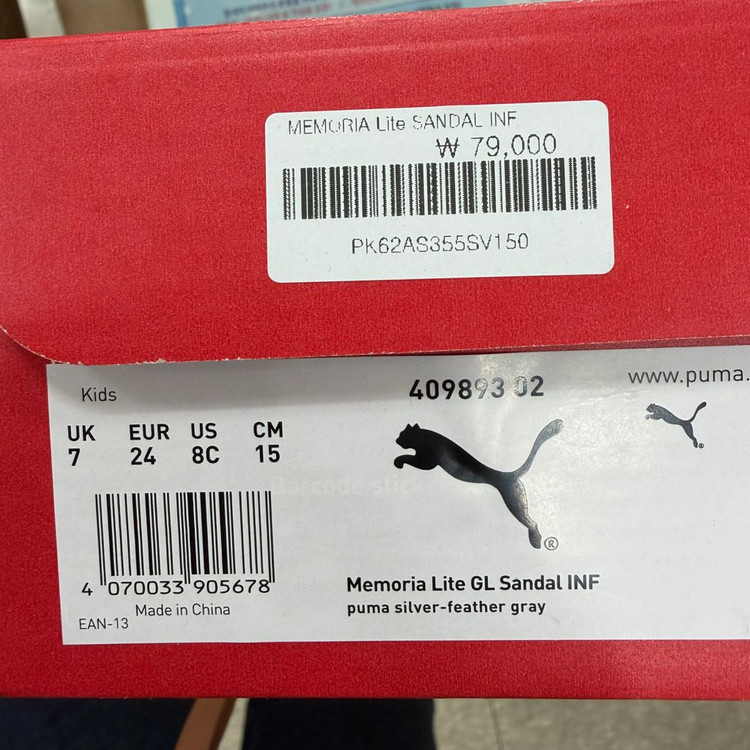 MEMORIA Lite SANDAL INF
₩ 79,000
PK62AS355SV150
Kids
409893 02
www.puma.
UK EUR US CM
7 24 8C 15
4 070033 905678
Made in China
EAN-13
®
®
Memoria Lite GL Sandal INF
puma silver-feather gray